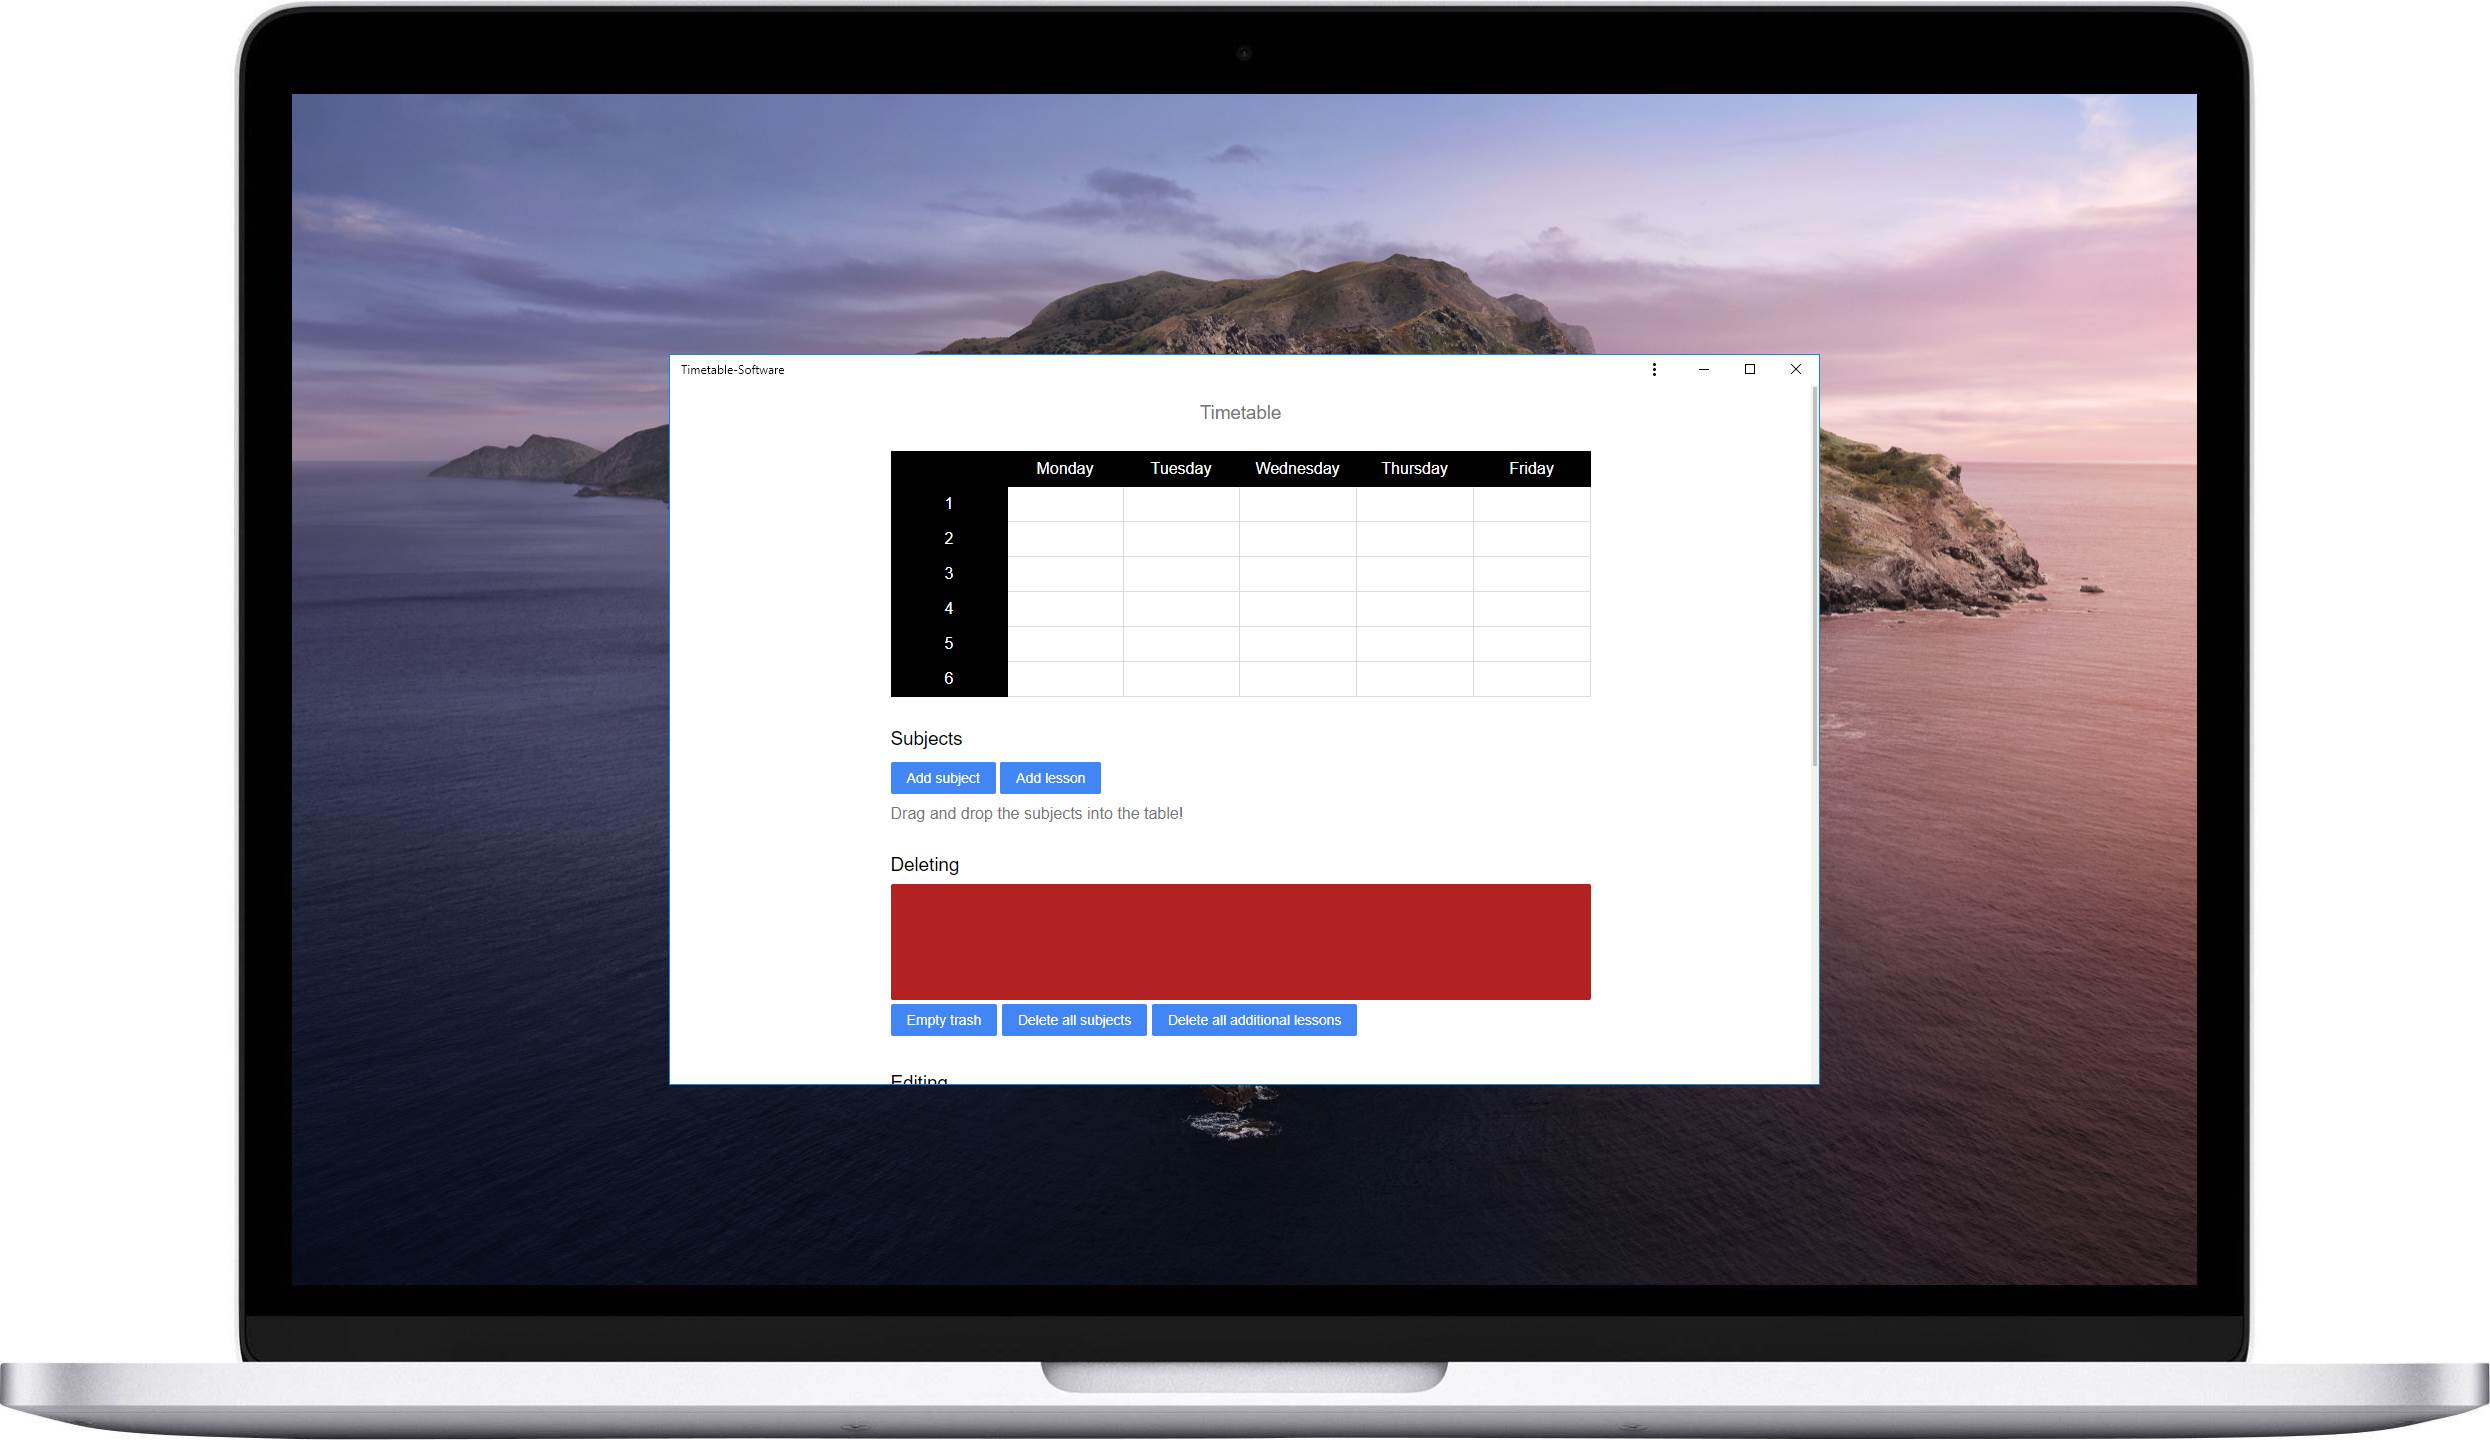 Timetable-Software
Timetable
Monday Tuesday Wednesday Thursday Friday
1
2
3
4
5
6
Subjects
Add subject Add lesson
Drag and drop the subjects into the table!
Deleting
Empty trash Delete all subjects Delete all additional lessons
Editing